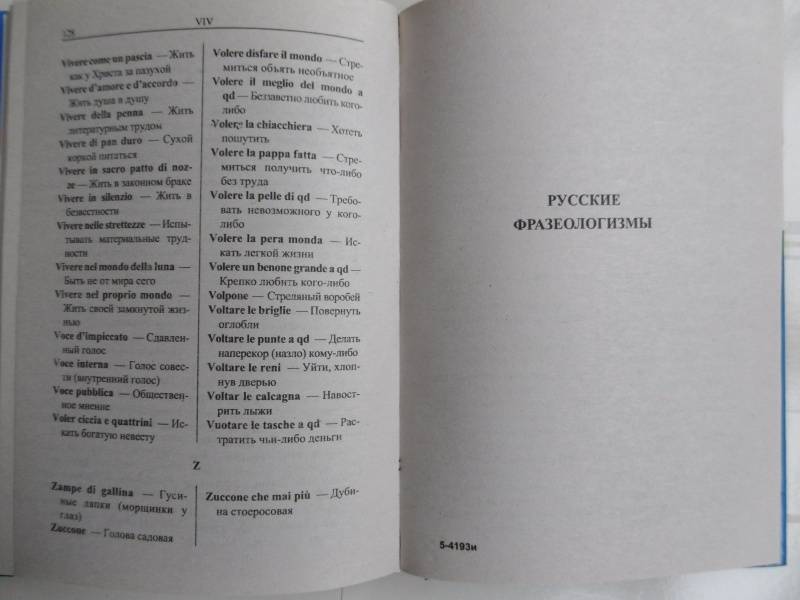 128
VIV
Vivere come un pascia — Жить
как у Христа за пазухой
Vivere d'amore e d'accordo —
Жить душа в душу
Vivere della penna — Жить
литературным трудом
Vivere di pan duro — Сухой
коркой питаться
Vivere in sacro patto di noz-
ze — Жить в законном браке
Vivere in silenzio — Жить в
безвестности
Vivere nelle strettezze — Испы-
тывать материальные труд-
ности
Vivere nel mondo della luna —
Быть не от мира сего
Vivere nel proprio mondo —
Жить своей замкнутой жиз-
нью
Voce d'impiccato — Сдавлен-
ный голос
Voce interna — Голос совес-
ти (внутренний голос)
Voce pubblica — Обществен-
ное мнение
Voler ciccia e quattrini — Ис-
кать богатую невесту
Volere disfare il mondo — Стре-
миться объять необъятное
Volere il meglio del mondo a
qd — Беззаветно любить кого-
либо
Volere la chiacchiera — Хотеть
пошутить
Volere la pappa fatta — Стре-
миться получить что-либо
без труда
Volere la pelle di qd — Требо-
вать невозможного у кого-
либо
Volere la pera monda — Ис-
кать легкой жизни
Volere un benone grande a qd —
Крепко любить кого-либо
Volpone — Стреляный воробей
Voltare le briglie — Повернуть
оглобли
Voltare le punte a qd — Делать
наперекор (назло) кому-либо
Voltare le reni — Уйти, хлоп-
нув дверью
Voltar le calcagna — Навост-
рить лыжи
Vuotare le tasche a qd — Рас-
тратить чьи-либо деньги
Z
Zampe di gallina — Гуси-
ные лапки (морщинки у
глаз)
Zuccone — Голова садовая
Zuccone che mai più — Дуби-
на стоеросовая
РУССКИЕ
ФРАЗЕОЛОГИЗМЫ
5-4193и